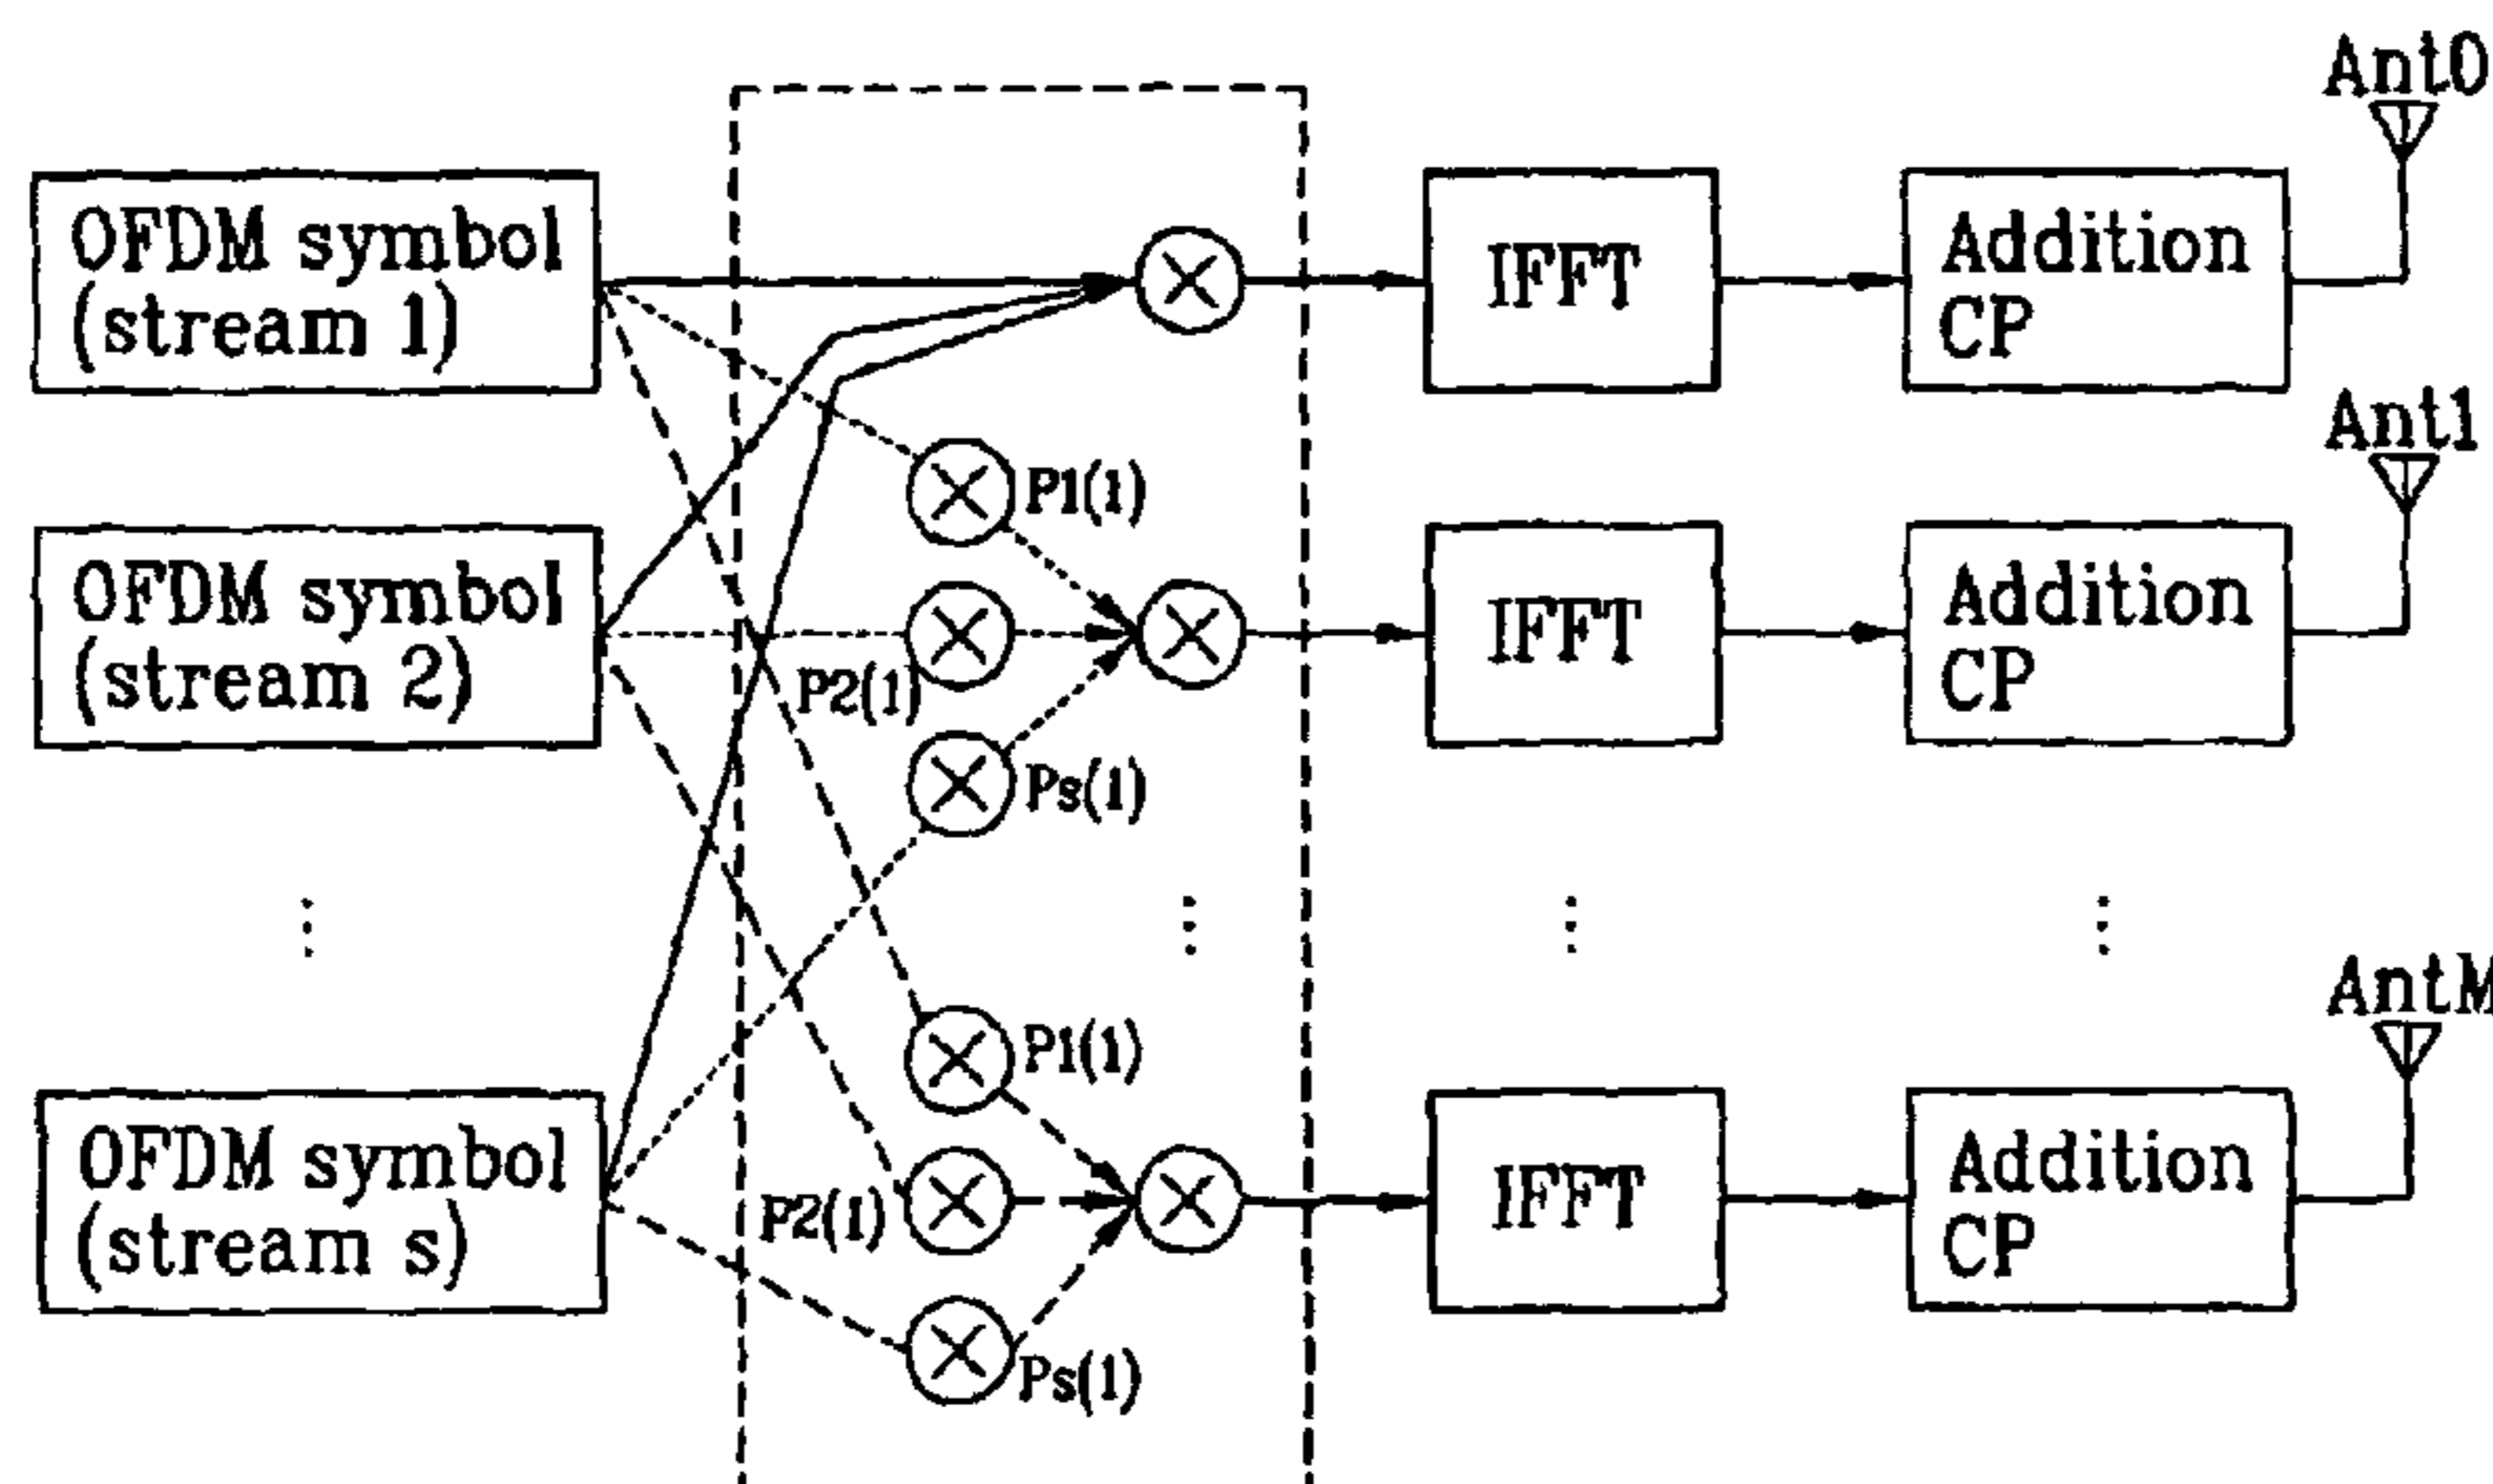 Ant0
OFDM symbol
(stream 1)
IFFT
Addition
CP
P1(1)
Ant1
OFDM symbol
(stream 2)
P2(1)
IFFT
Addition
CP
Ps(1)
AntM
P1(1)
OFDM symbol
(stream s)
P2(1)
IFFT
Addition
CP
Ps(1)